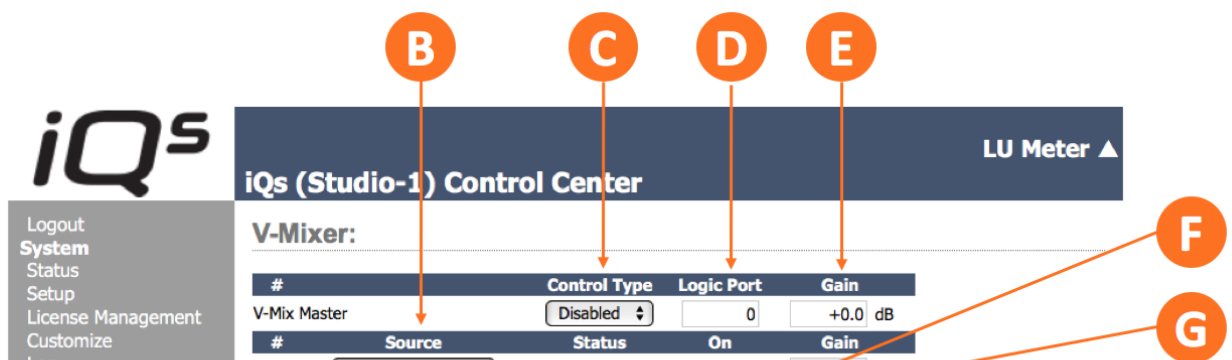 B C D E
iQs
LU Meter ▲
iQs (Studio-1) Control Center
Logout
System
Status
Setup
License Management
Customize
V-Mixer:
F
# Control Type Logic Port Gain
V-Mix Master Disabled 0 +0.0 dB
G
# Source Status On Gain